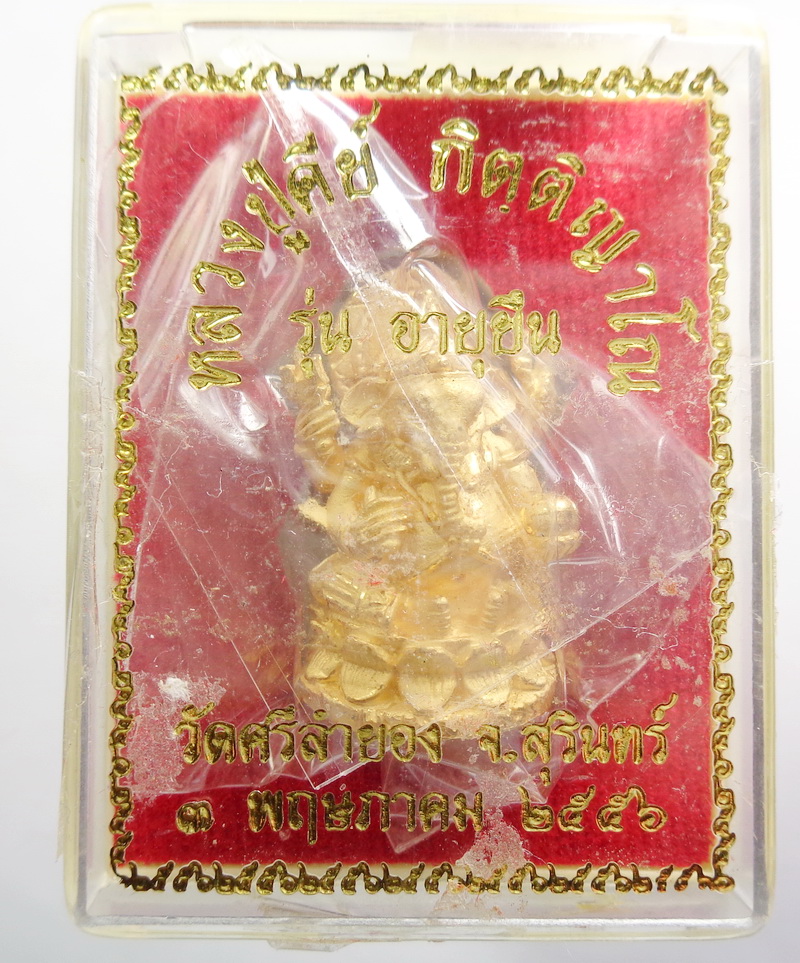 หลวงปู่คีย์ กิตฺติญาโณ
รุ่น อายุยืน
วัดศรีลำยอง จ.สุรินทร์
๓ พฤษภาคม ๒๕๕๖